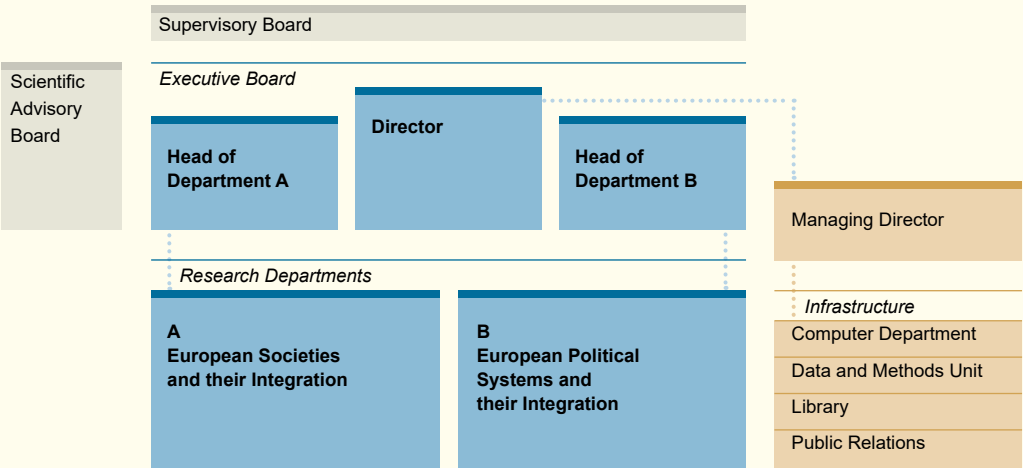 Supervisory Board
Scientific
Advisory
Board
Executive Board
Head of
Department A
Director
Head of
Department B
Managing Director
Research Departments
A
European Societies
and their Integration
B
European Political
Systems and
their Integration
Infrastructure
Computer Department
Data and Methods Unit
Library
Public Relations